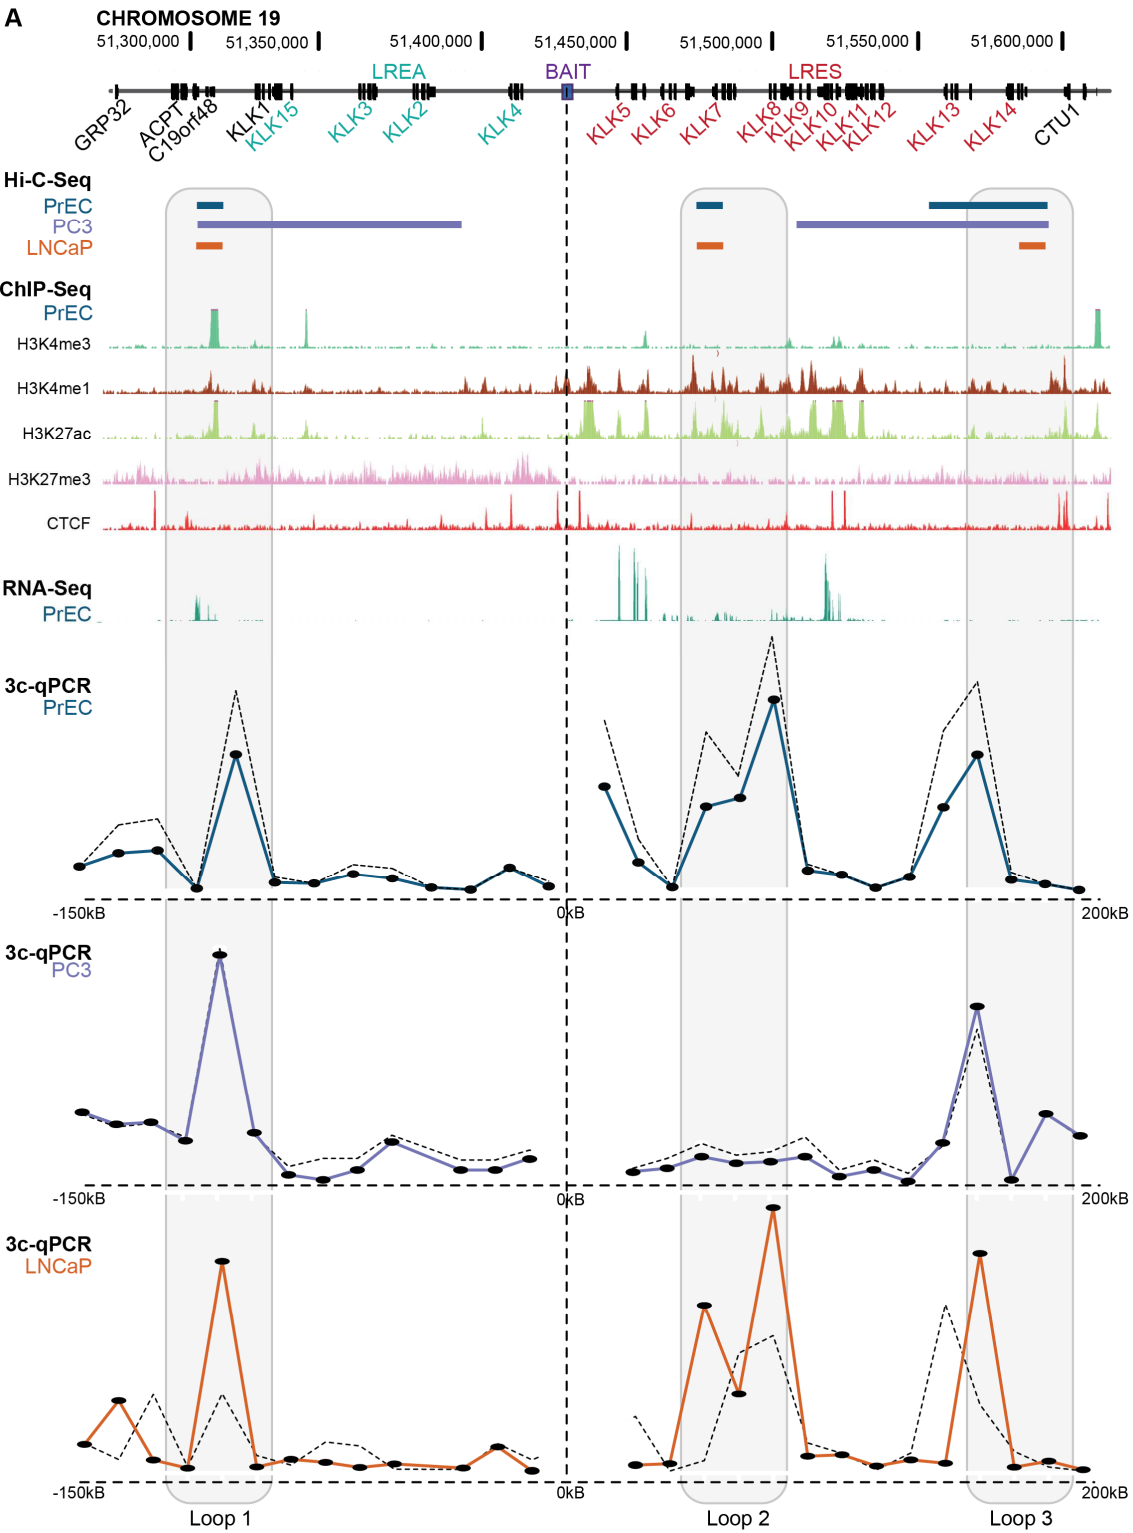 A
CHROMOSOME 19
51,300,000 51,350,000 51,400,000 51,450,000 51,500,000 51,550,000 51,600,000
LREA BAIT LRES
GRP32 ACPT C19orf48 KLK1 KLK15 KLK3 KLK2 KLK4 KLK5 KLK6 KLK7 KLK8 KLK9 KLK10 KLK11 KLK12 KLK13 KLK14 CTU1
Hi-C-Seq
PrEC
PC3
LNCaP
ChIP-Seq
PrEC
H3K4me3
H3K4me1
H3K27ac
H3K27me3
CTCF
RNA-Seq
PrEC
3c-qPCR
PrEC
-150kB 0kB 200kB
3c-qPCR
PC3
-150kB 0kB 200kB
3c-qPCR
LNCaP
-150kB 0kB 200kB
Loop 1 Loop 2 Loop 3